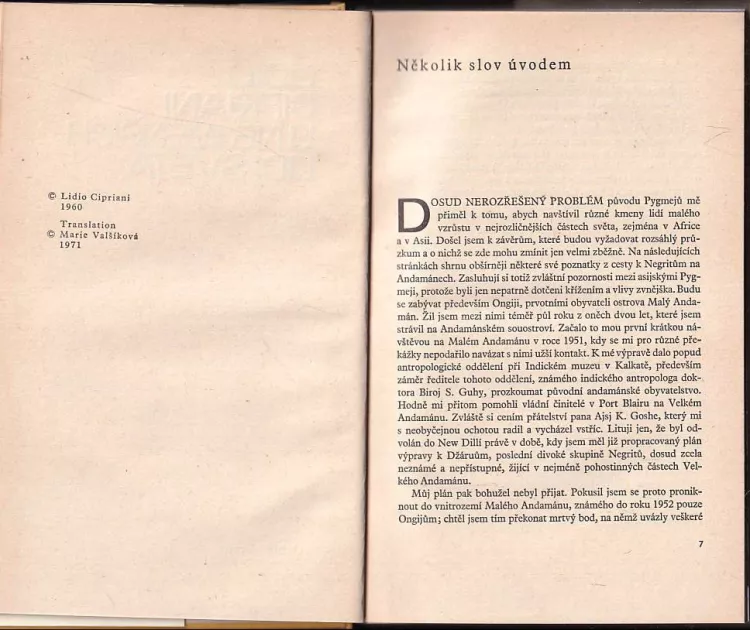 © Lidio Cipriani
1960
Translation
© Marie Valšíková
1971
Několik slov úvodem
DOSUD NEROZŘEŠENÝ PROBLÉM původu Pygmejů mě
přiměl k tomu, abych navštívil různé kmeny lidí malého
vzrůstu v nejrozličnějších částech světa, zejména v Africe
a v Asii. Došel jsem k závěrům, které budou vyžadovat rozsáhlý prů-
zkum a o nichž se zde mohu zmínit jen velmi zběžně. Na následujících
stránkách shrnu obšírněji některé své poznatky z cesty k Negritům na
Andamánech. Zasluhují si totiž zvláštní pozornosti mezi asijskými Pyg-
meji, protože byli jen nepatrně dotčeni křížením a vlivy zvnějška. Budu
se zabývat především Ongiji, prvotními obyvateli ostrova Malý Anda-
mán. Žil jsem mezi nimi téměř půl roku z oněch dvou let, které jsem
strávil na Andamánském souostroví. Začalo to mou první krátkou ná-
vštěvou na Malém Andamánu v roce 1951, kdy se mi pro různé pře-
kážky nepodařilo navázat s nimi užší kontakt. K mé výpravě dalo popud
antropologické oddělení při Indickém muzeu v Kalkatě, především
záměr ředitele tohoto oddělení, známého indického antropologa dok-
tora Biroj S. Guhy, prozkoumat původní andamánské obyvatelstvo.
Hodně mi přitom pomohli vládní činitelé v Port Blairu na Velkém
Andamánu. Zvláště si cením přátelství pana Ajsj K. Goshe, který mi
s neobyčejnou ochotou radil a vycházel vstříc. Lituji jen, že byl od-
volán do New Dillí právě v době, kdy jsem měl již propracovaný plán
výpravy k Džáruům, poslední divoké skupině Negritů, dosud zcela
neznámé a nepřístupné, žijící v nejméně pohostinných částech Vel-
kého Andamánu.
Můj plán pak bohužel nebyl přijat. Pokusil jsem se proto pronik-
nout do vnitrozemí Malého Andamánu, známého do roku 1952 pouze
Ongijům; chtěl jsem tím překonat mrtvý bod, na němž uvázly veškeré
7